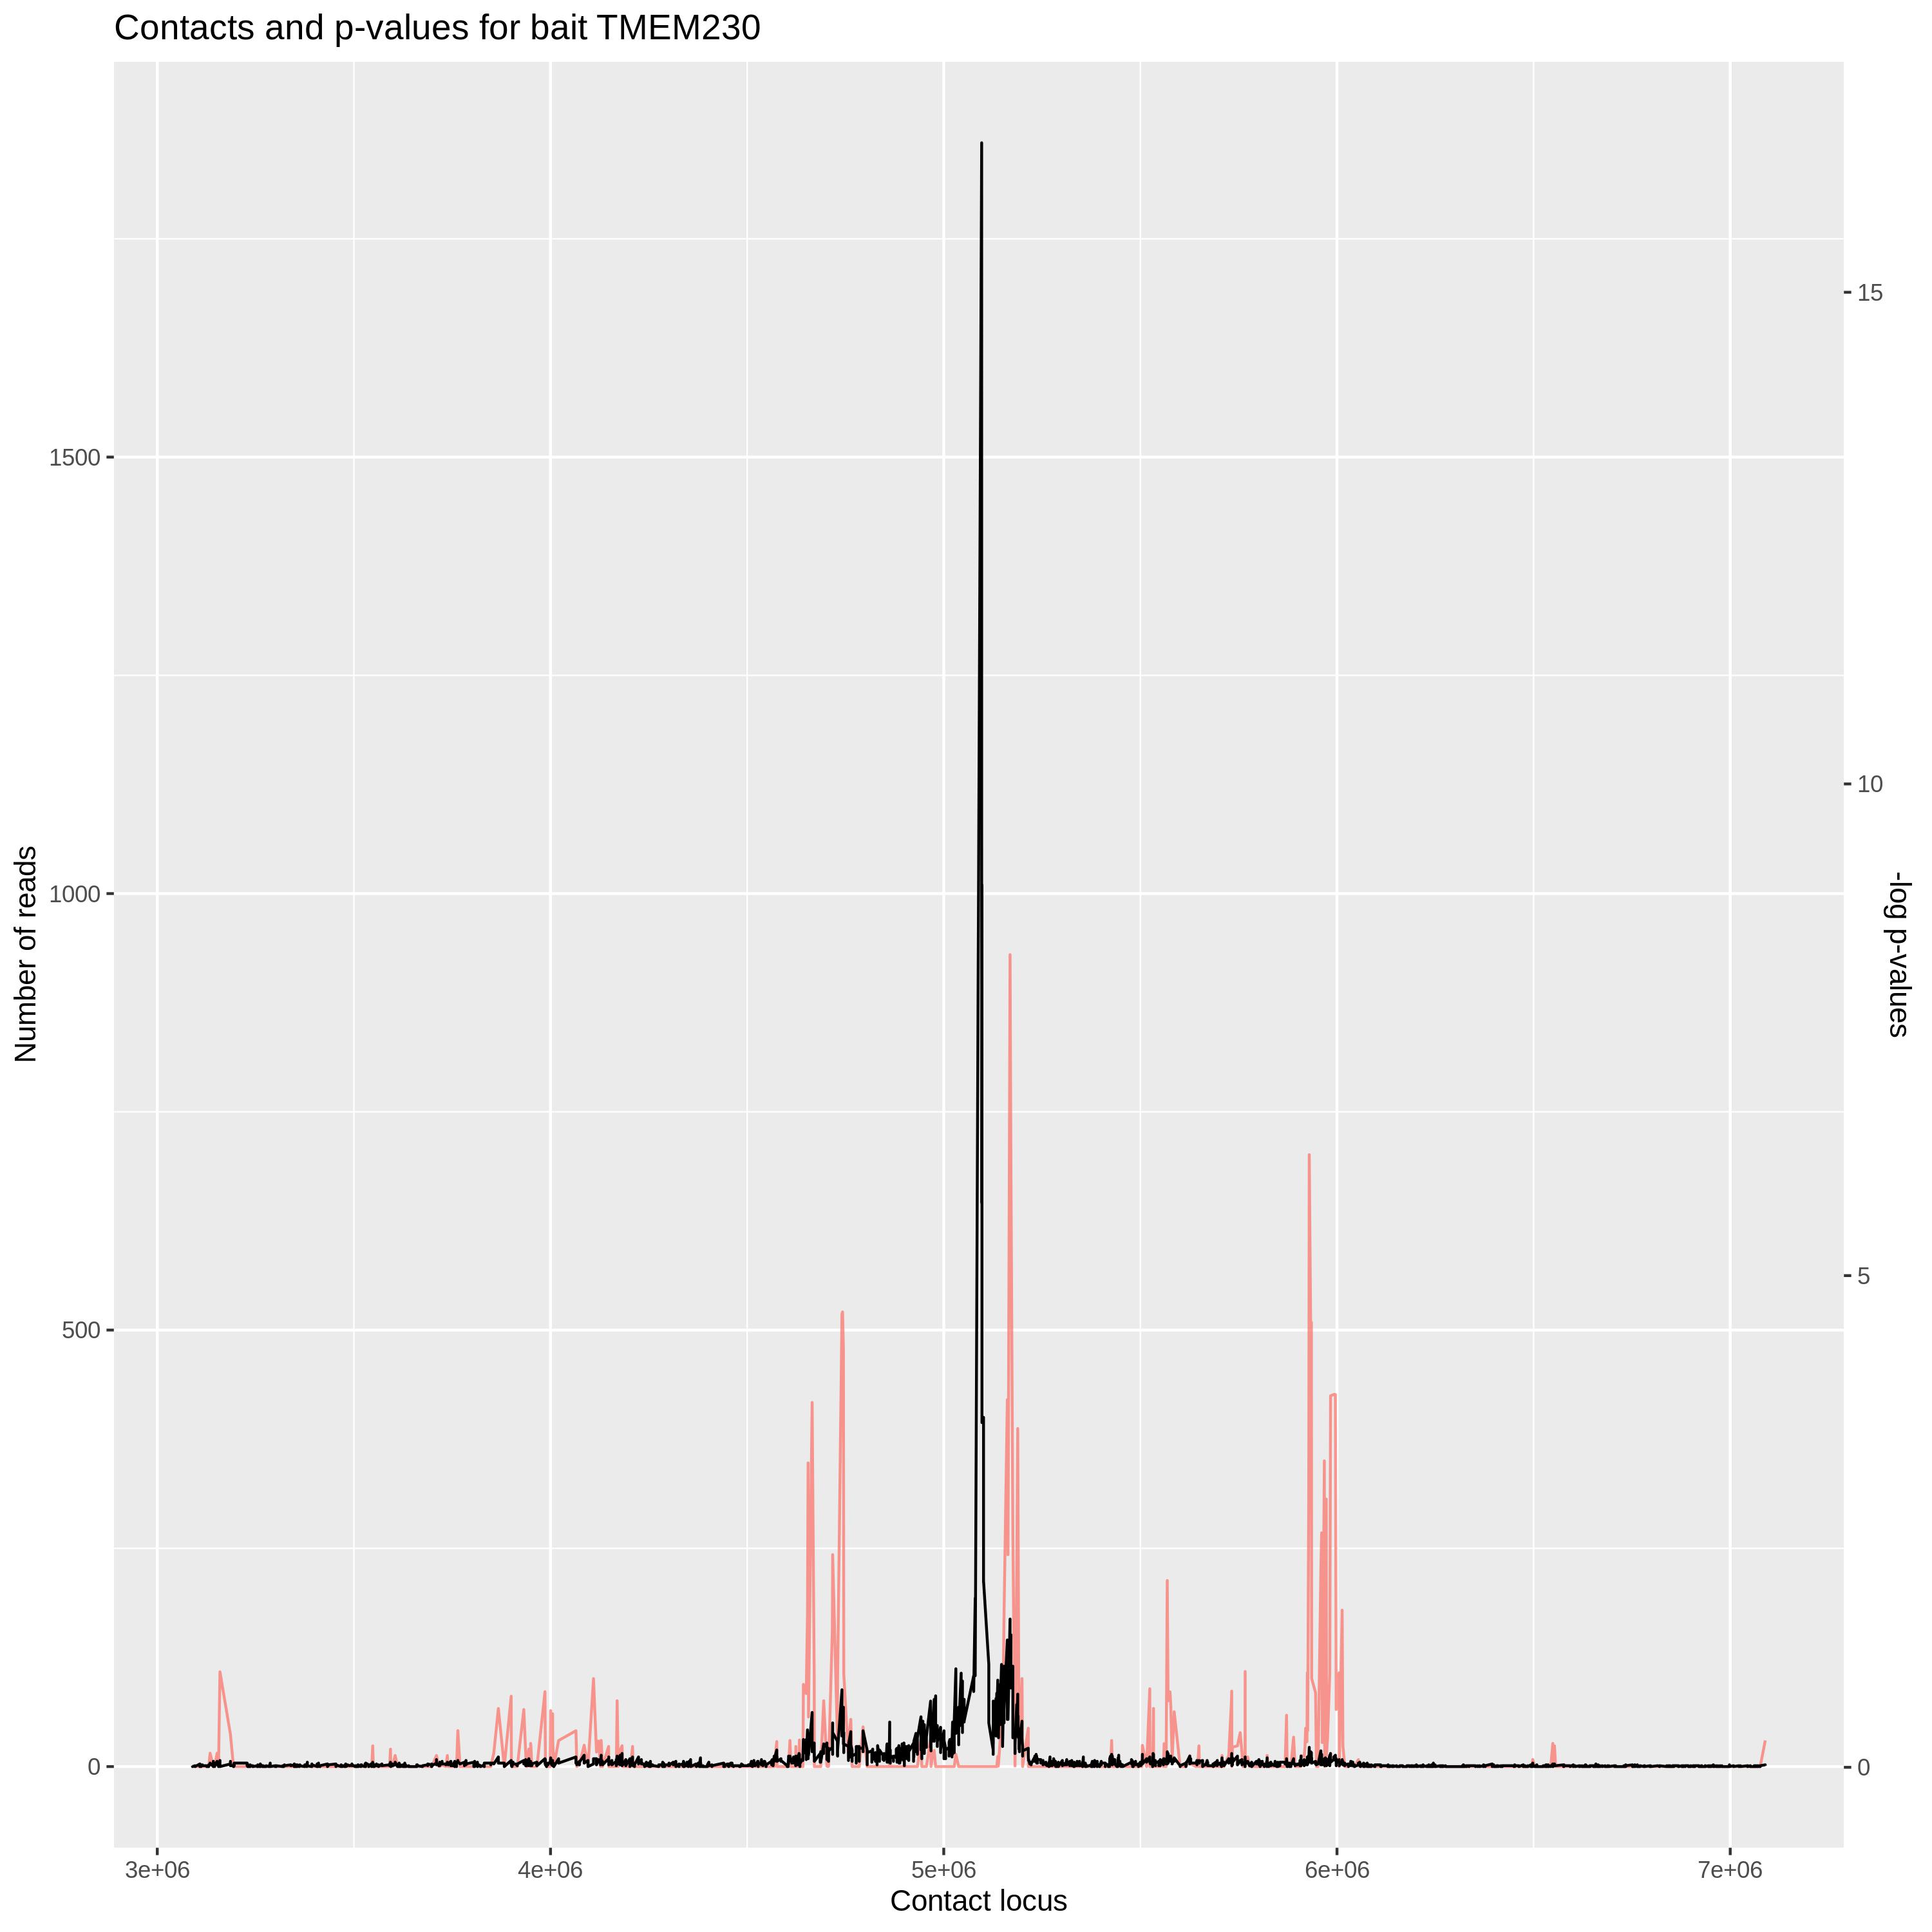 Contacts and p-values for bait TMEM230
Number of reads
1500
1000
500
0
15
10
5
0
-log p-values
3e+06 4e+06 5e+06 6e+06 7e+06
Contact locus